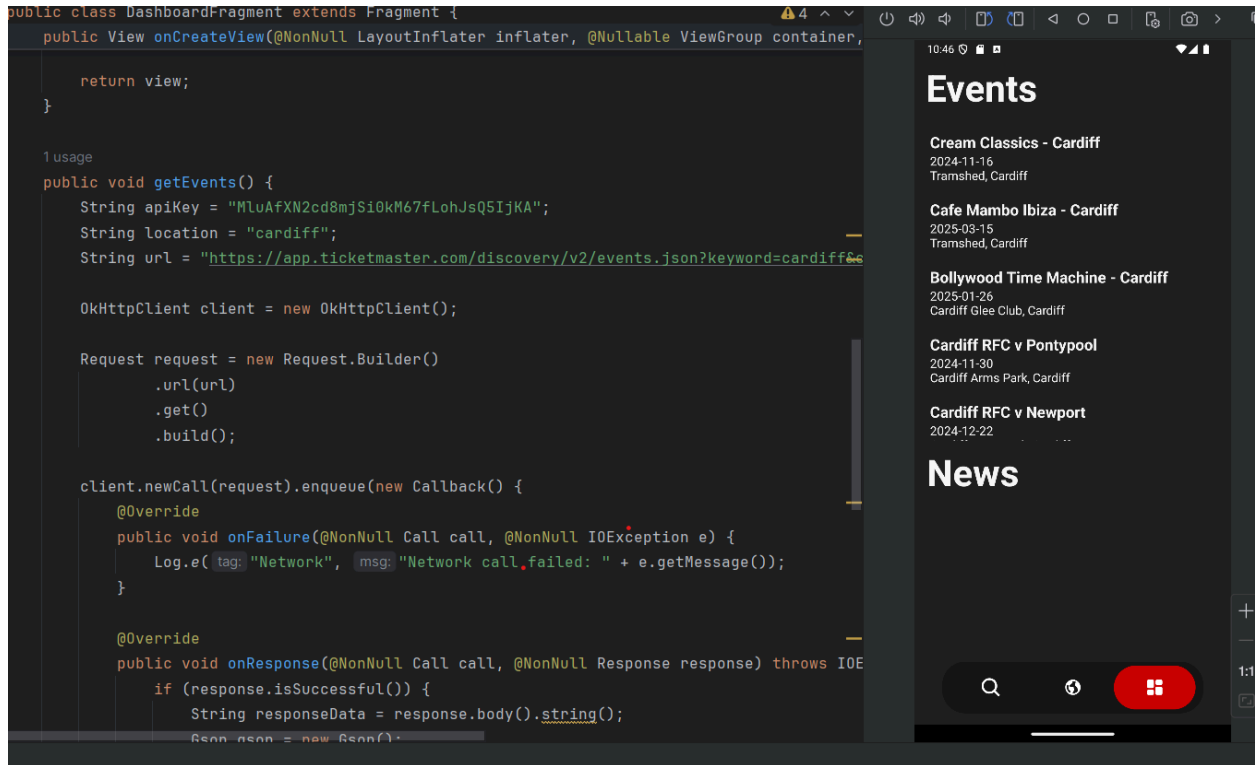 public class DashboardFragment extends Fragment {
4
public View onCreateView(@NonNull LayoutInflater inflater, @Nullable ViewGroup container,
return view;
}
1 usage
public void getEvents() {
String apiKey = "MluAfXN2cd8mjSi0kM67fLohJsQ5IjKA";
String location = "cardiff";
String url = "https://app.ticketmaster.com/discovery/v2/events.json?keyword=cardiff&c
OkHttpClient client = new OkHttpClient();
Request request = new Request.Builder()
.url(url)
.get()
.build();
client.newCall(request).enqueue(new Callback() {
@Override
public void onFailure(@NonNull Call call, @NonNull IOException e) {
Log.e( tag: "Network", msg: "Network call failed: " + e.getMessage());
}
@Override
public void onResponse(@NonNull Call call, @NonNull Response response) throws IOE
if (response.isSuccessful()) {
String responseData = response.body().string();
Gson gson = new Gson();
10:46
Events
Cream Classics - Cardiff
2024-11-16
Tramshed, Cardiff
Cafe Mambo Ibiza - Cardiff
2025-03-15
Tramshed, Cardiff
Bollywood Time Machine - Cardiff
2025-01-26
Cardiff Glee Club, Cardiff
Cardiff RFC v Pontypool
2024-11-30
Cardiff Arms Park, Cardiff
Cardiff RFC v Newport
2024-12-22
News
1:1